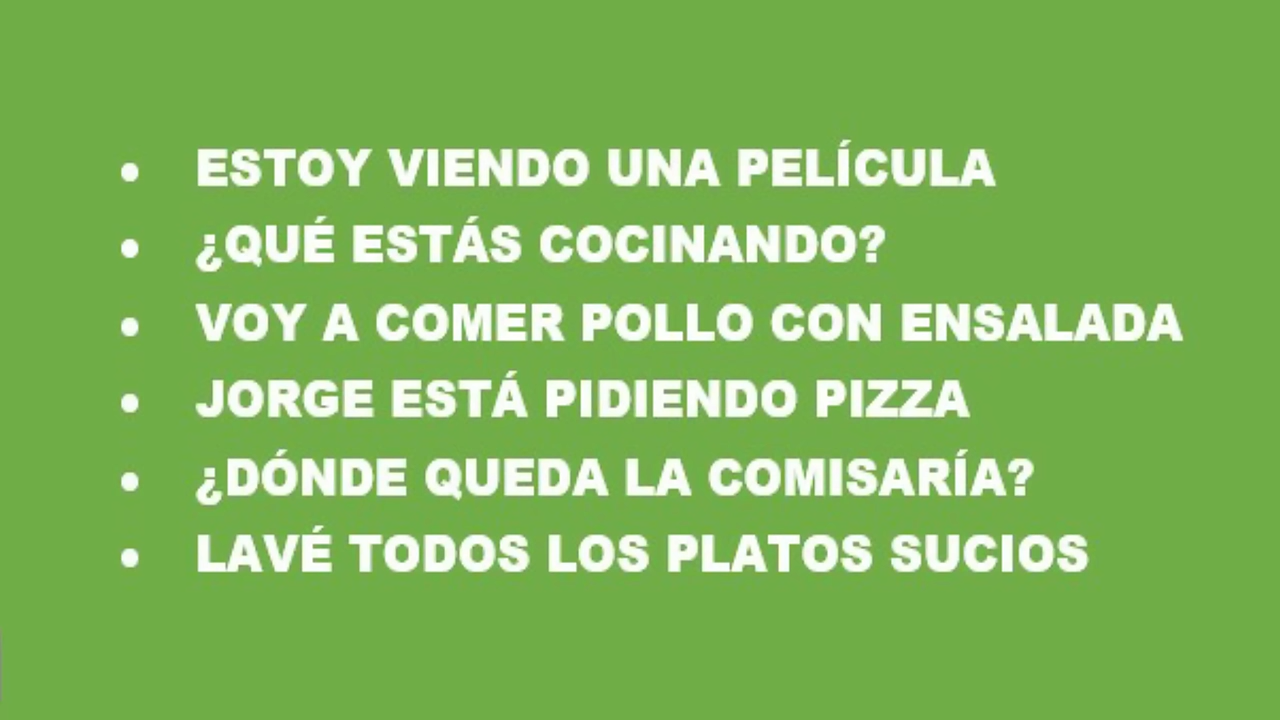 • ESTOY VIENDO UNA PELÍCULA
• ¿QUÉ ESTÁS COCINANDO?
• VOY A COMER POLLO CON ENSALADA
• JORGE ESTÁ PIDIENDO PIZZA
• ¿DÓNDE QUEDA LA COMISARÍA?
• LAVÉ TODOS LOS PLATOS SUCIOS